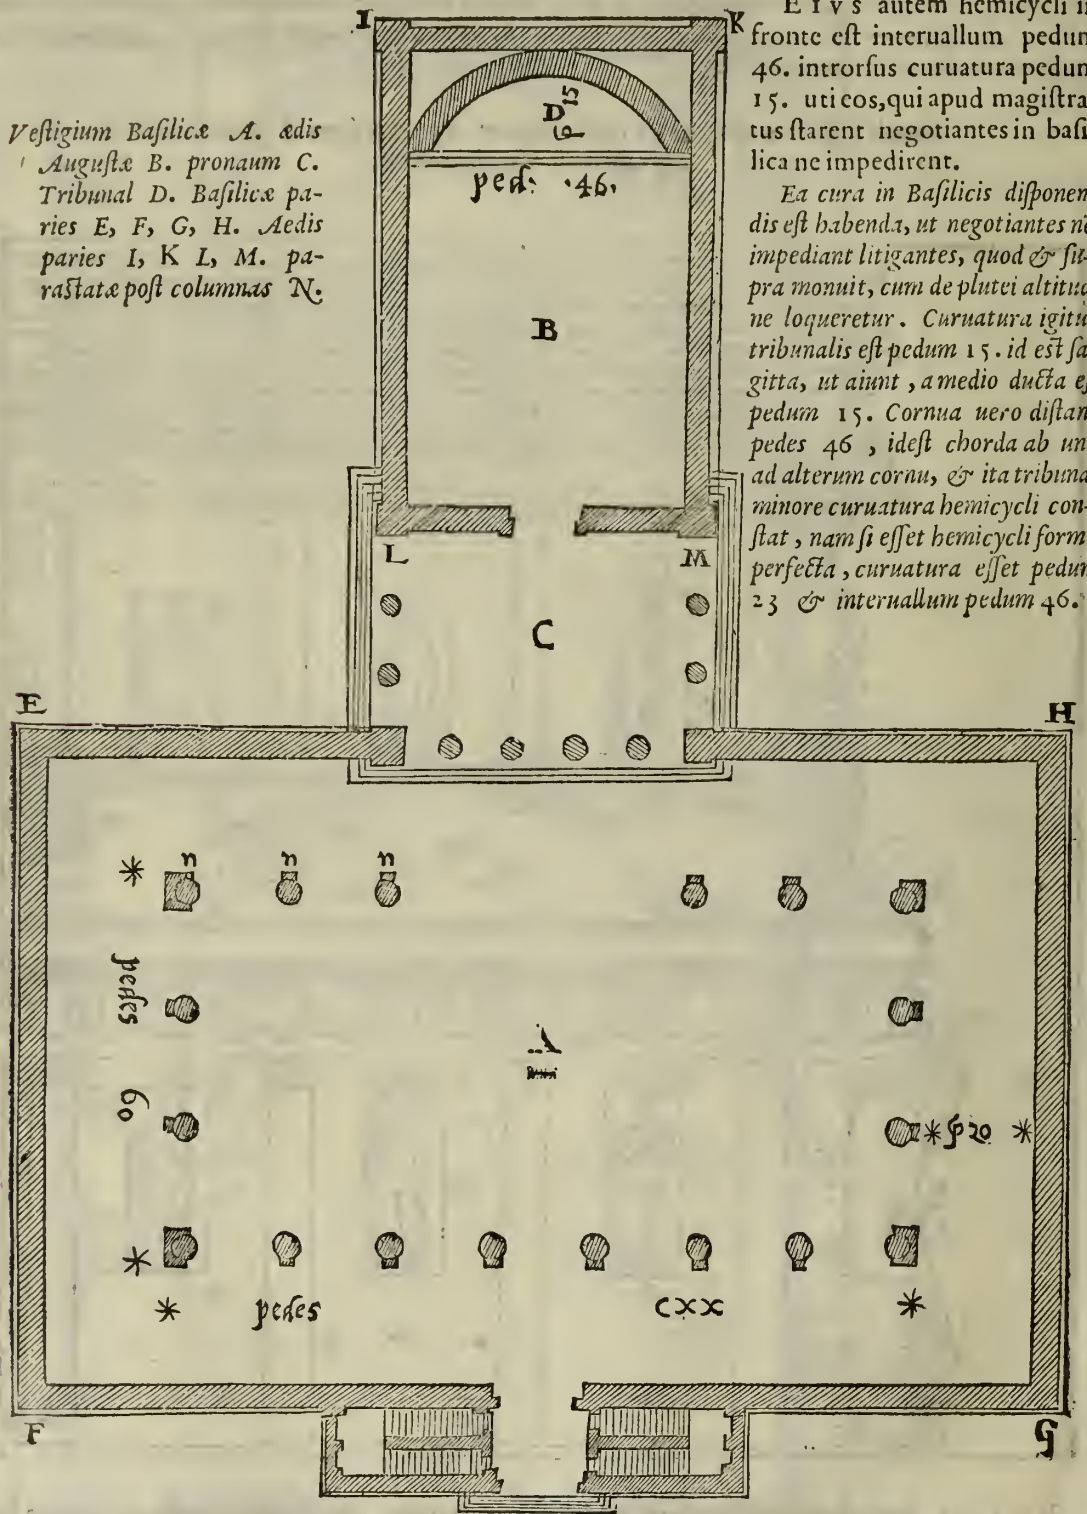 Vestigium Basilicæ A. ædis
Augustæ B. pronaum C.
Tribunal D. Basilicæ pa-
ries E, F, G, H. Aedis
paries I, K L, M. pa-
rastatæ post columnas N.
EIVS autem hemicycli i
fronte est interuallum pedum
46. introrsus curuatura pedum
15. uti eos, qui apud magistra
tus starent negotiantes in basi
lica ne impedirent.
Ea cura in Basilicis disponen
dis est habenda, ut negotiantes ne
impediant litigantes, quod & su-
pra monuit, cum de plutei altitud
ne loqueretur. Curuatura igitu
tribunalis est pedum 15. id est sa
gitta, ut aiunt, a medio ducta e
pedum 15. Cornua uero distan
pedes 46, idest chorda ab un
ad alterum cornu, & ita tribuna
minore curuatura hemicycli con-
stat, nam si esset hemicycli form
perfecta, curuatura esset pedum
23 & interuallum pedum 46.
I
K
D
p 15
ped: .46.
B
L
M
C
E
H
n n n
*
pedes
60
A
* p 20 *
*
* pedes CXX *
F
G